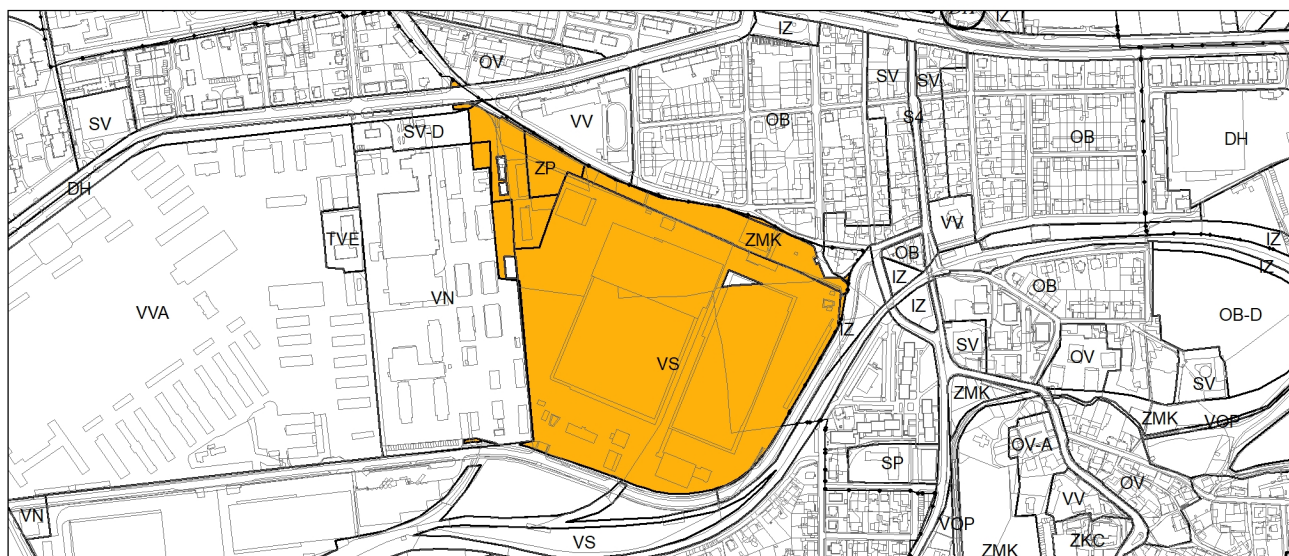 IZ
IZ
OV
SV
SV
SV
VV
OB
S4
OB
DH
SV-D
ZP
DH
TVE
VV
ZMK
OB
IZ
IZ
IZ
IZ
OB
VVA
VN
IZ
OB-D
VS
SV
OV
SV
ZMK
ZMK
VOP
OV-A
SP
OV
VV
VN
VOP
VS
ZKC
ZMK